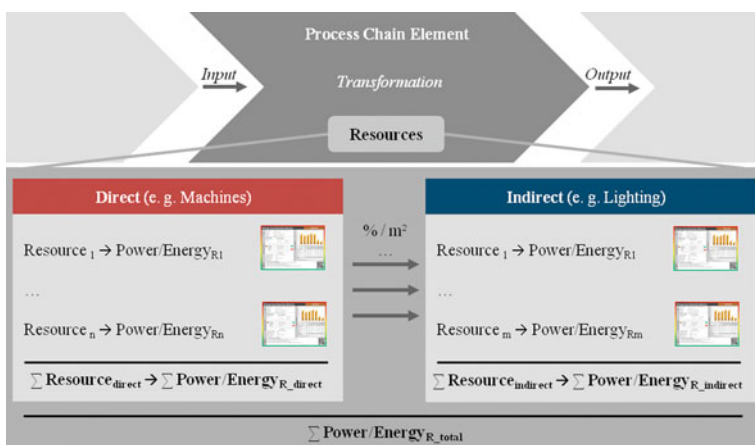 Process Chain Element
Input
Transformation
Output
Resources
Direct (e. g. Machines)
Resource 1 → Power/Energy R1
…
Resource n → Power/Energy Rn
∑ Resource direct → ∑ Power/Energy R_direct
% / m²
…
Indirect (e. g. Lighting)
Resource 1 → Power/Energy R1
…
Resource m → Power/Energy Rm
∑ Resource indirect → ∑ Power/Energy R_indirect
∑ Power/Energy R_total